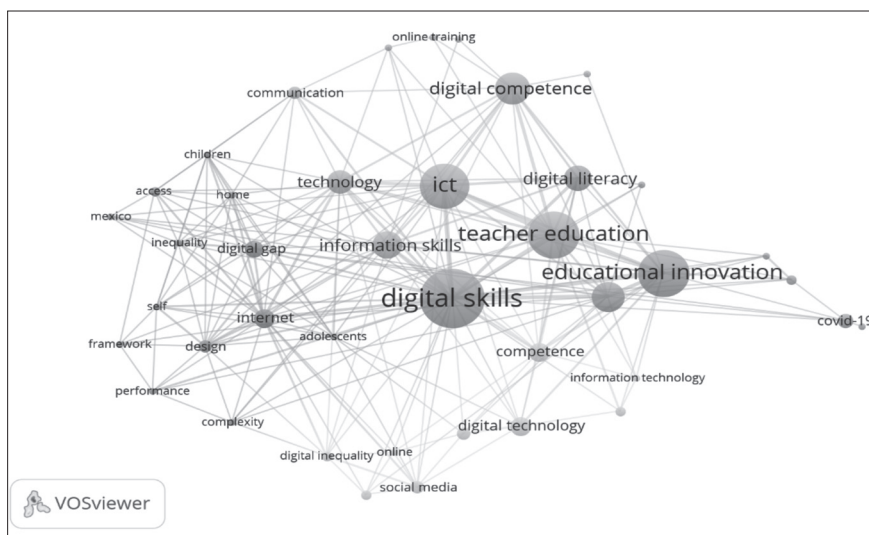 online training
digital competence
communication
children
technology
ict
digital literacy
access
home
mexico
teacher education
inequality
digital gap
information skills
educational innovation
digital skills
self
internet
covid-19
adolescents
framework
design
competence
performance
information technology
complexity
digital technology
digital inequality
online
social media
VOSviewer